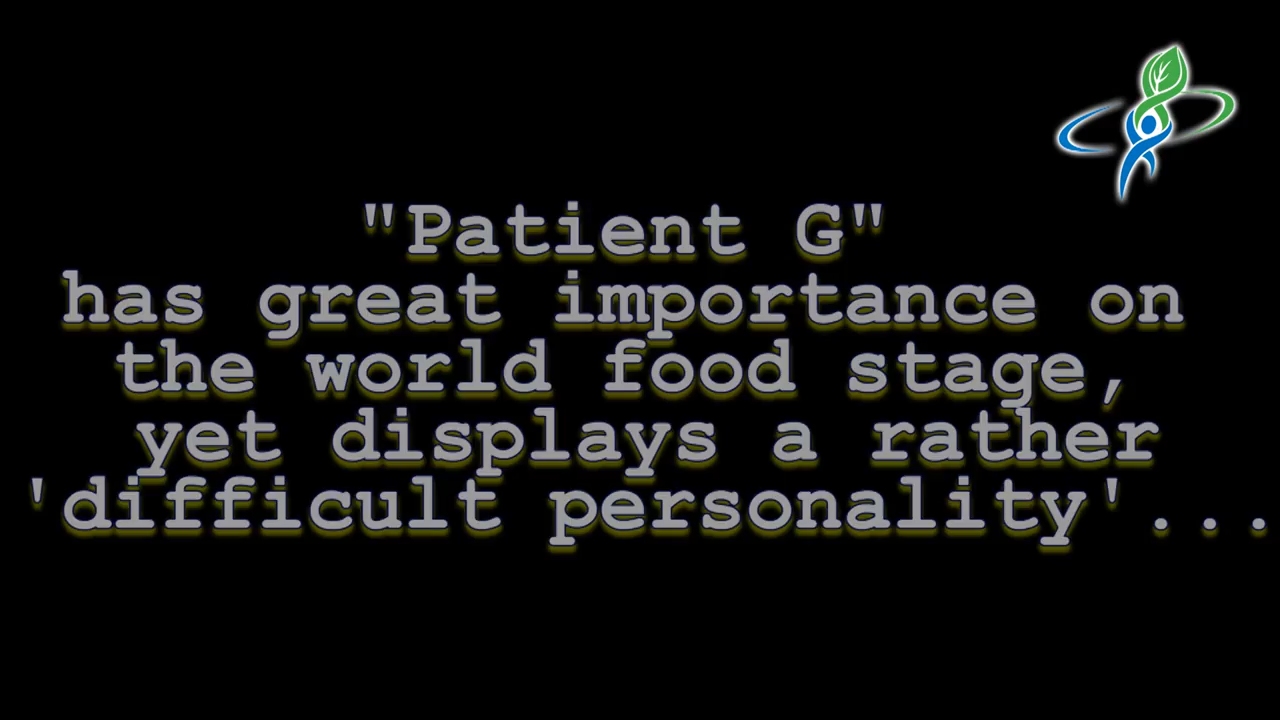 "Patient G"
has great importance on
the world food stage,
yet displays a rather
'difficult personality'...